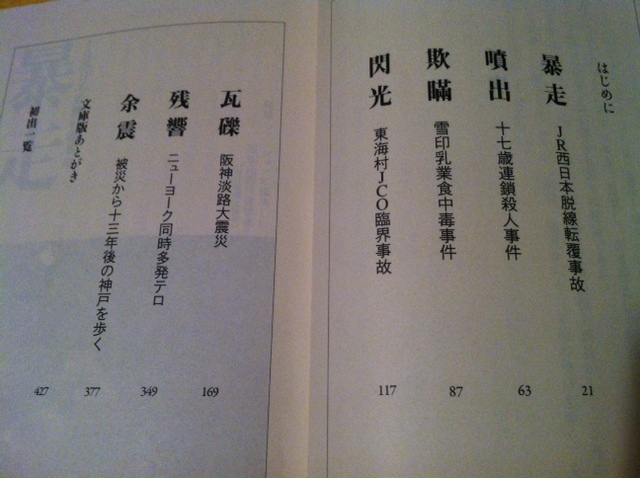 はじめに
暴走 JR西日本脱線転覆事故 21
噴出 十七歳連鎖殺人事件 63
欺瞞 雪印乳業食中毒事件 87
閃光 東海村JCO臨界事故 117
瓦礫 阪神淡路大震災 169
残響 ニューヨーク同時多発テロ 349
余震 被災から十三年後の神戸を歩く 377
文庫版あとがき 427
初出一覧